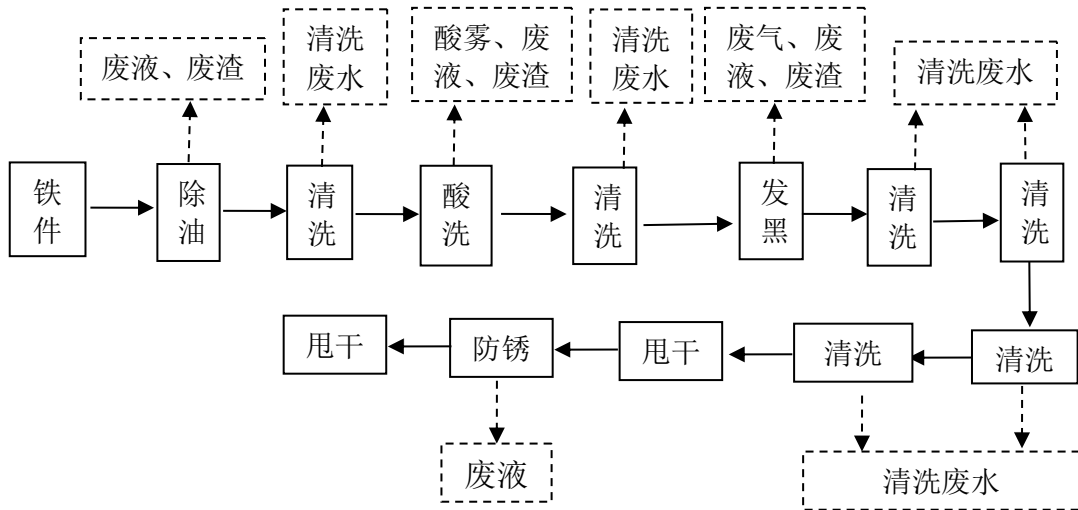 废液、废渣
清洗
废水
酸雾、废
液、废渣
清洗
废水
废气、废
液、废渣
清洗废水
铁
件
除
油
清
洗
酸
洗
清
洗
发
黑
清
洗
清
洗
甩干
防锈
甩干
清洗
清洗
废液
清洗废水